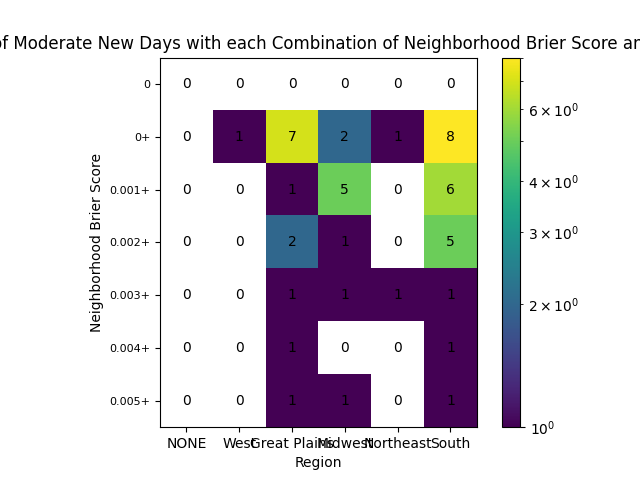 of Moderate New Days with each Combination of Neighborhood Brier Score an
Neighborhood Brier Score
0 0 0 0 0 0 0
0+ 0 1 7 2 1 8
0.001+ 0 0 1 5 0 6
0.002+ 0 0 2 1 0 5
0.003+ 0 0 1 1 1 1
0.004+ 0 0 1 0 0 1
0.005+ 0 0 1 1 0 1
NONE West Great Plains Midwest Northeast South
Region
6 × 10⁰
4 × 10⁰
3 × 10⁰
2 × 10⁰
10⁰